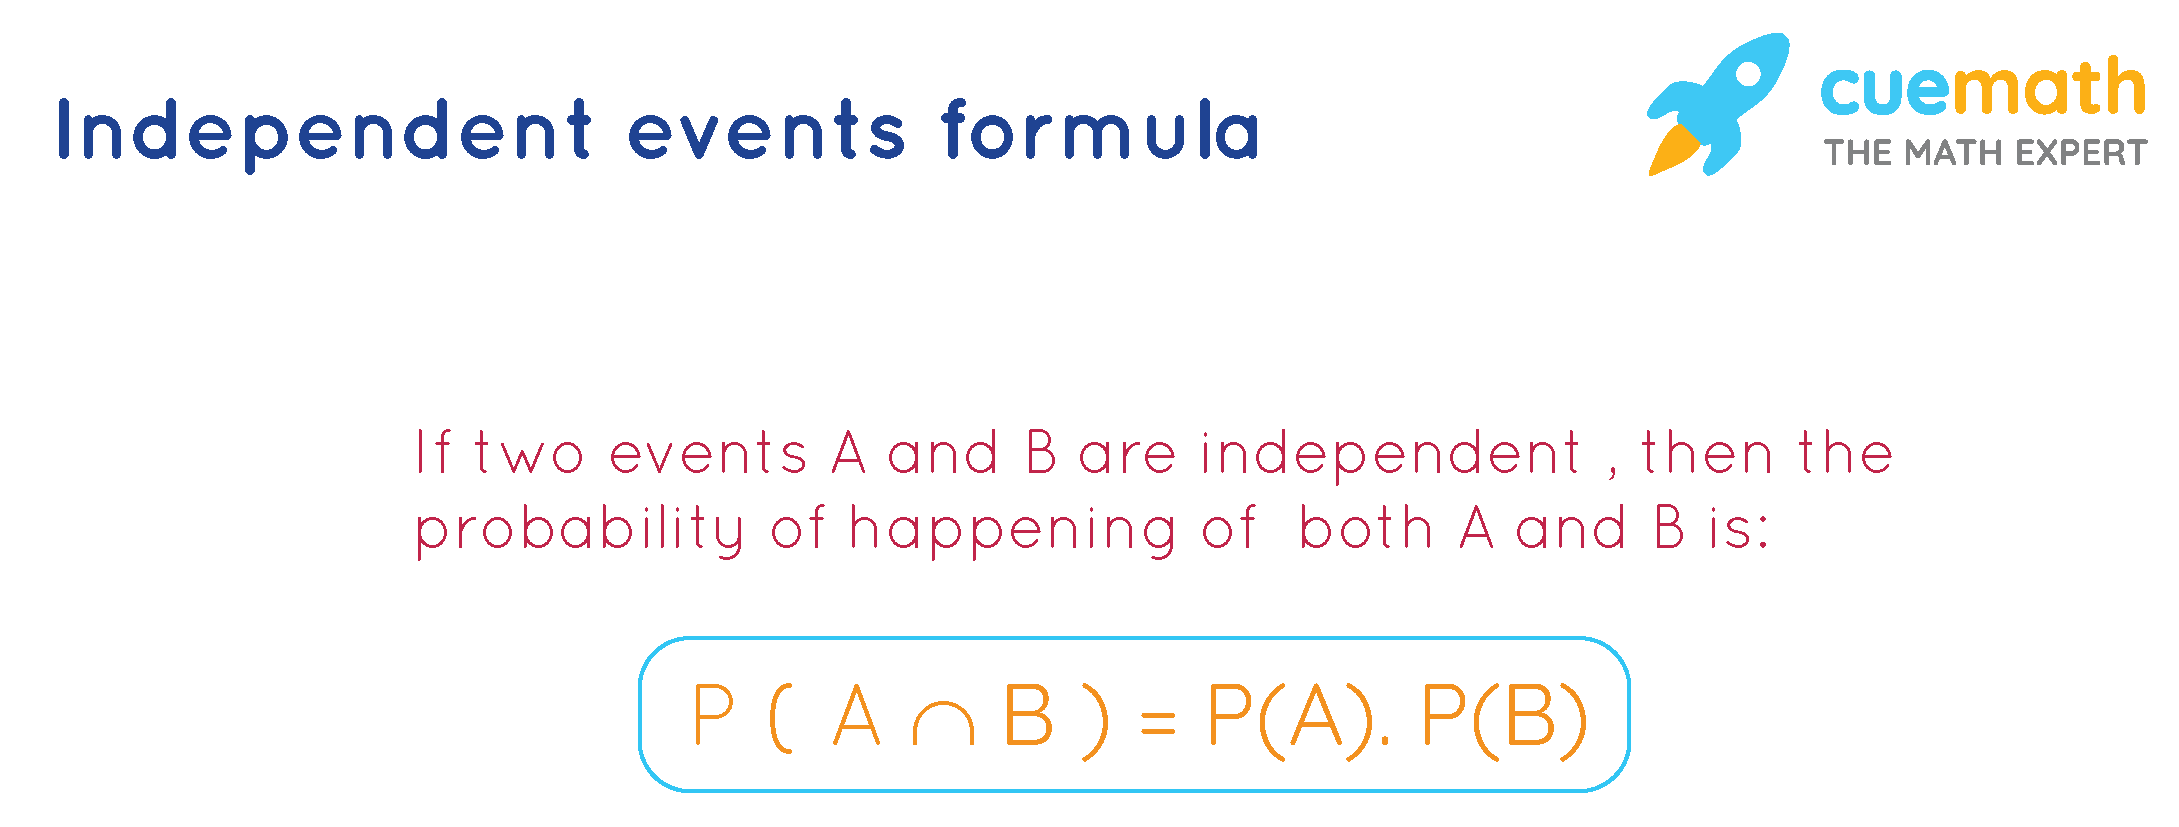 Independent events formula
cuemath
THE MATH EXPERT
If two events A and B are independent , then the
probability of happening of both A and B is:
P ( A ∩ B ) = P(A). P(B)